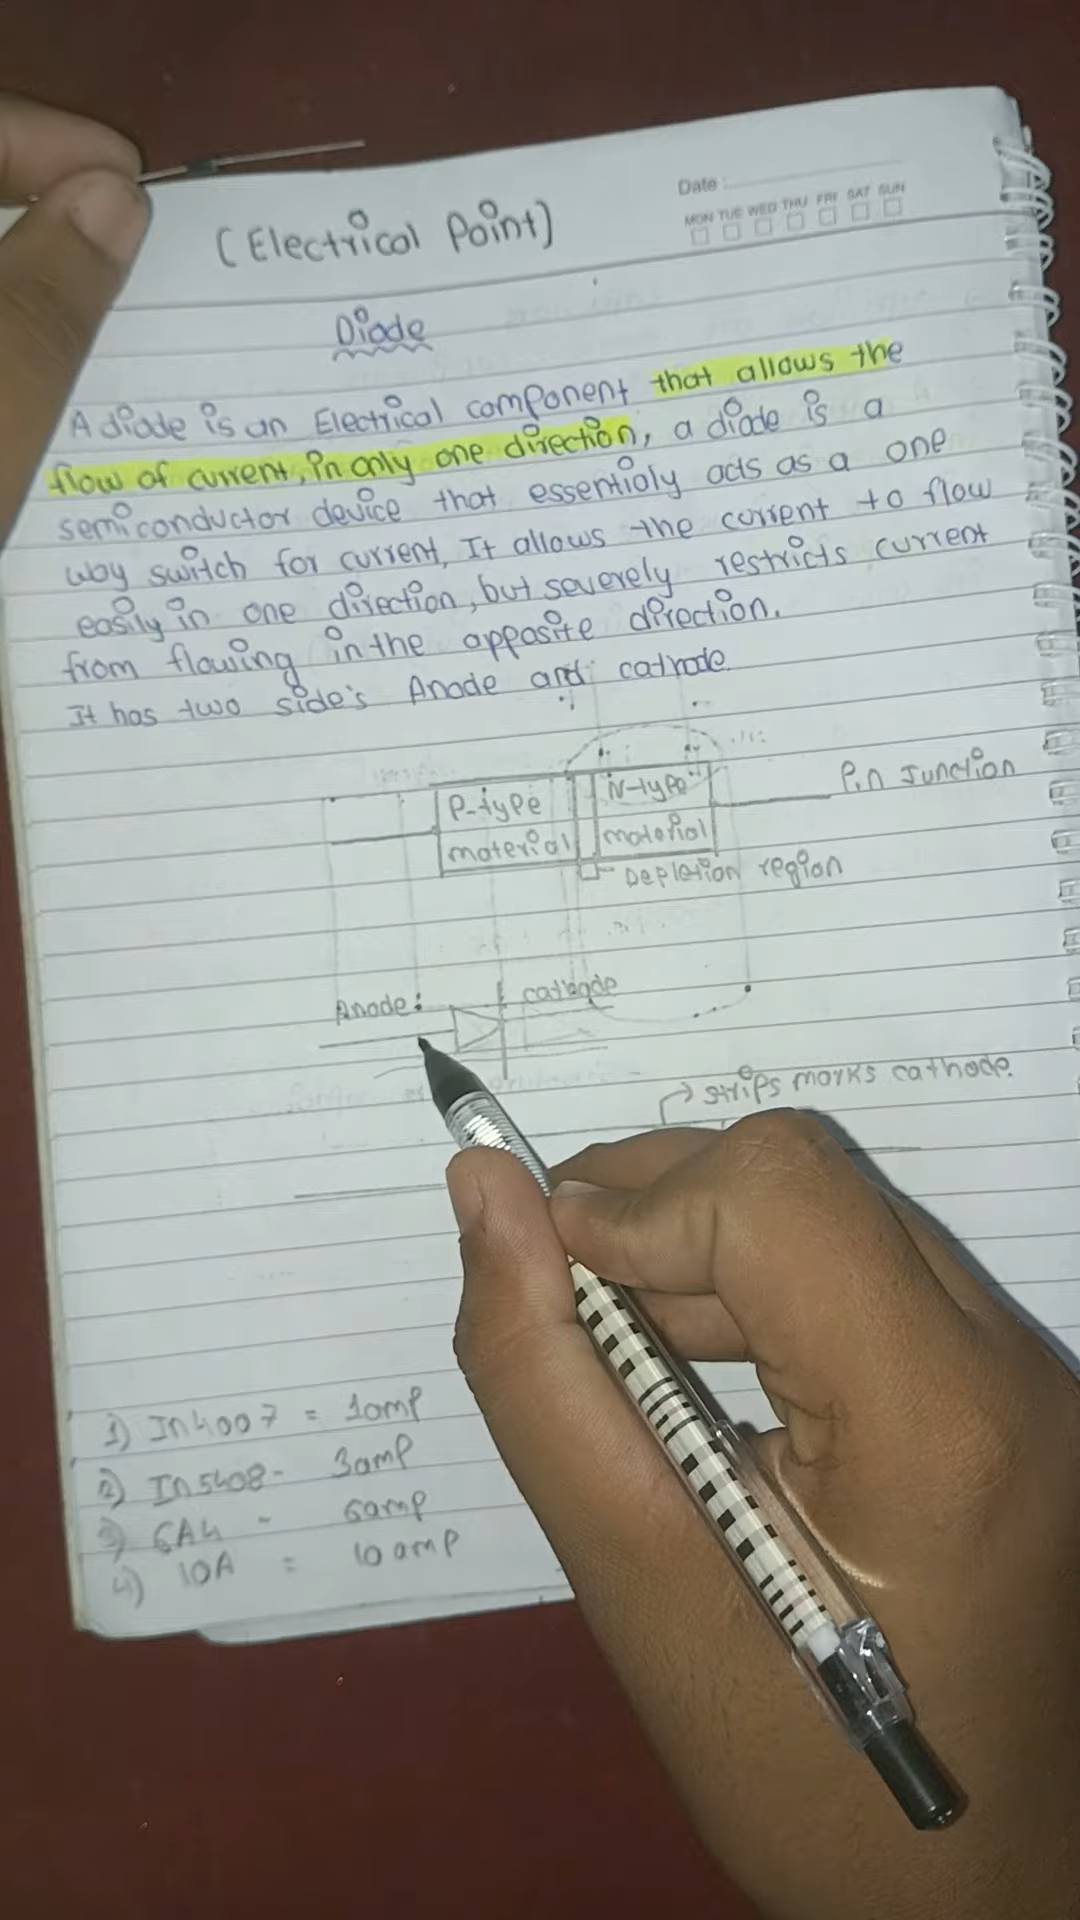 Date :
MON TUE WED THU FRI SAT SUN
(Electrical Point)
Diode
A diode is an Electrical component that allows the
flow of current, in only one direction, a diode is a
semiconductor device that essentialy acts as a one
way switch for current, It allows the current to flow
easily in one direction, but severely restricts current
from flowing in the opposite direction.
It has two side's Anode and cathode
P-type material
N-type material
P.n Junction
Depletion region
Anode:
cathode
strips marks cathode.
1) In4007 = 1amp
2) In5408- 3amp
3) 6A4 - 6amp
4) 10A = 10 amp